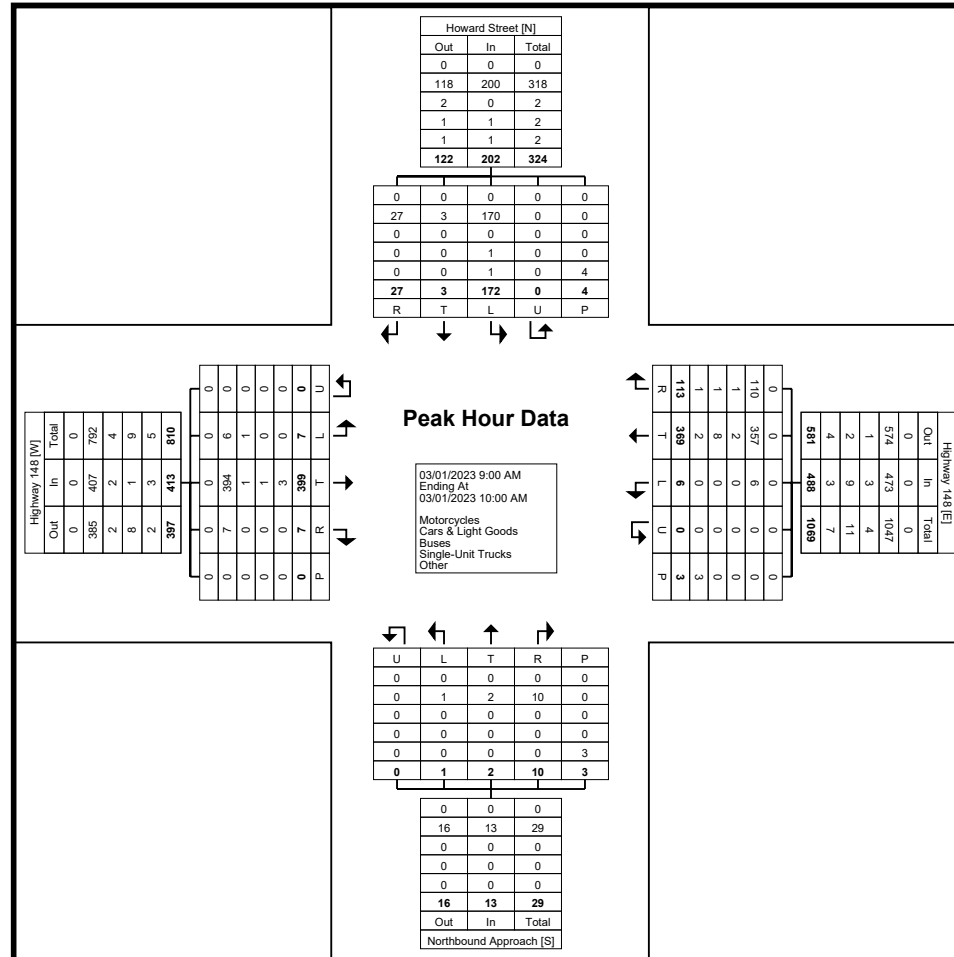 Howard Street [N]
Out In Total
0 0 0
118 200 318
2 0 2
1 1 2
1 1 2
122 202 324
0 0 0 0 0
27 3 170 0 0
0 0 0 0 0
0 0 1 0 0
0 0 1 0 4
27 3 172 0 4
R T L U P
Highway 148 [W]
Out In Total
0 0 0
385 407 792
2 2 4
8 1 9
2 3 5
397 413 810
0 0 0 0 0
0 7 394 6 0
0 0 1 1 0
0 0 1 0 0
0 0 3 0 0
0 7 399 7 0
P R T L U
Peak Hour Data
03/01/2023 9:00 AM
Ending At
03/01/2023 10:00 AM
Motorcycles
Cars & Light Goods
Buses
Single-Unit Trucks
Other
Highway 148 [E]
Out In Total
0 0 0
574 473 1047
1 3 4
2 9 11
4 3 7
581 488 1069
0 0 0 0 0
110 357 6 0 0
1 2 0 0 0
1 8 0 0 0
1 2 0 0 3
113 369 6 0 3
R T L U P
U L T R P
0 0 0 0 0
0 1 2 10 0
0 0 0 0 0
0 0 0 0 0
0 0 0 0 3
0 1 2 10 3
0 0 0
16 13 29
0 0 0
0 0 0
0 0 0
16 13 29
Out In Total
Northbound Approach [S]